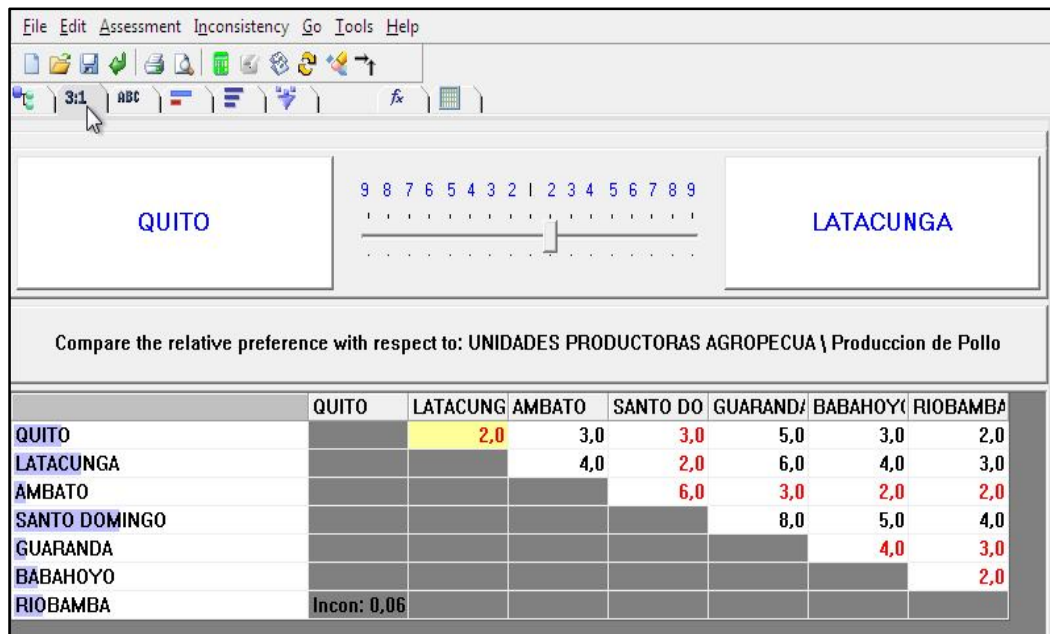 File Edit Assessment Inconsistency Go Tools Help
3:1 ABC fx
9 8 7 6 5 4 3 2 1 2 3 4 5 6 7 8 9
QUITO LATACUNGA
Compare the relative preference with respect to: UNIDADES PRODUCTORAS AGROPECUA \ Produccion de Pollo
QUITO LATACUNG AMBATO SANTO DO GUARANDA BABAHOY( RIOBAMBA
QUITO 2,0 3,0 3,0 5,0 3,0 2,0
LATACUNGA 4,0 2,0 6,0 4,0 3,0
AMBATO 6,0 3,0 2,0 2,0
SANTO DOMINGO 8,0 5,0 4,0
GUARANDA 4,0 3,0
BABAHOYO 2,0
RIOBAMBA Incon: 0,06